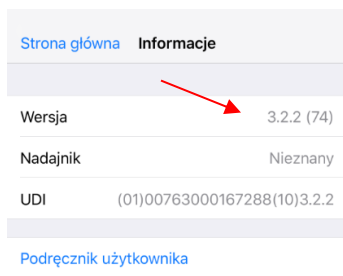 Strona główna Informacje
Wersja 3.2.2 (74)
Nadajnik Nieznany
UDI (01)00763000167288(10)3.2.2
Podręcznik użytkownika